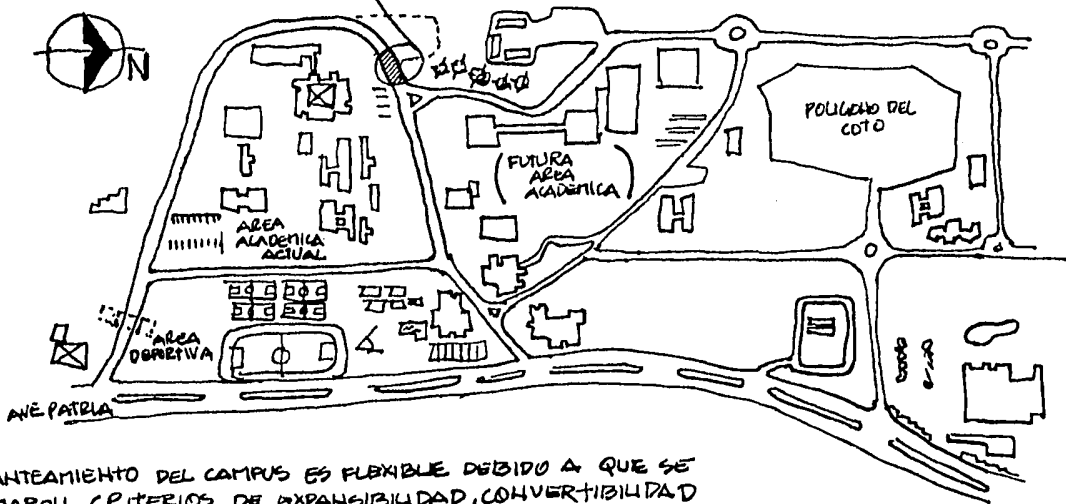 N
POLIGONO DEL
COTO
(FUTURA
AREA
ACADEMICA)
AREA
ACADEMICA
ACTUAL
AREA
DEPORTIVA
AVE PATRIA
ANTEAMIENTO DEL CAMPUS ES FLEXIBLE DEBIDO A QUE SE
CRITERIOS DE EXPANSIBILIDAD, CONVERTIBILIDAD